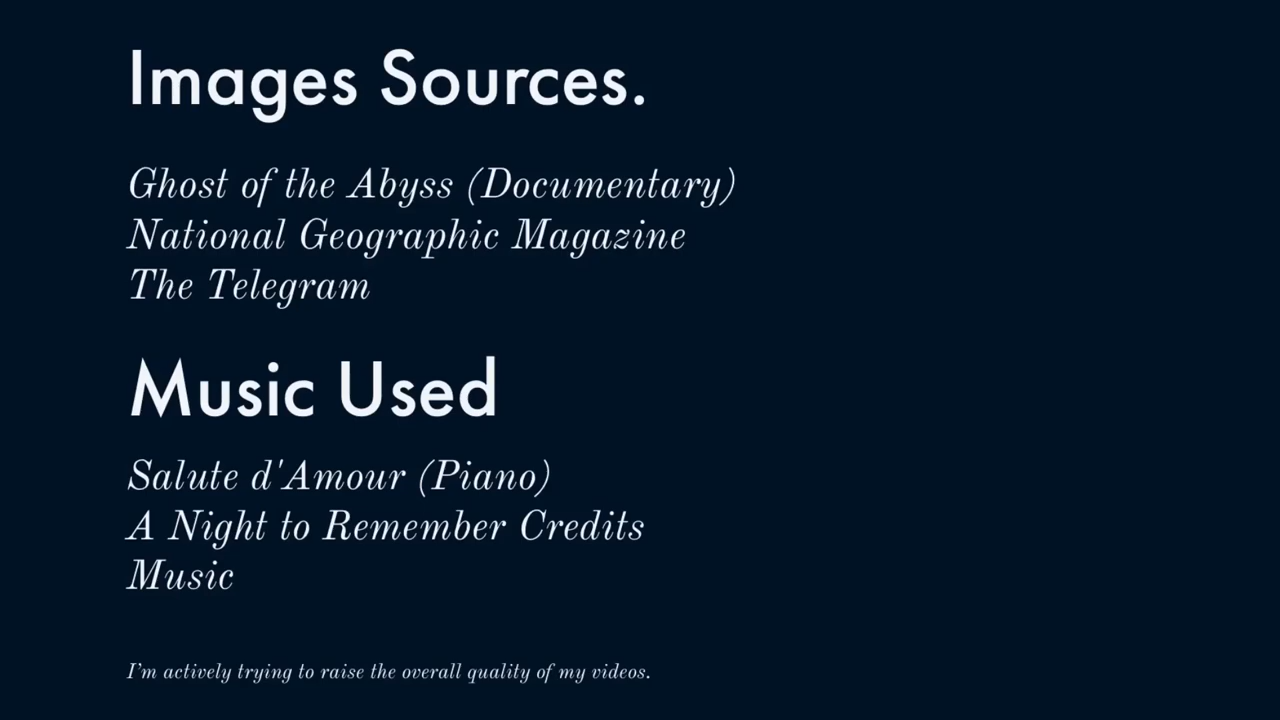 Images Sources.
Ghost of the Abyss (Documentary)
National Geographic Magazine
The Telegram
Music Used
Salute d'Amour (Piano)
A Night to Remember Credits
Music
I'm actively trying to raise the overall quality of my videos.